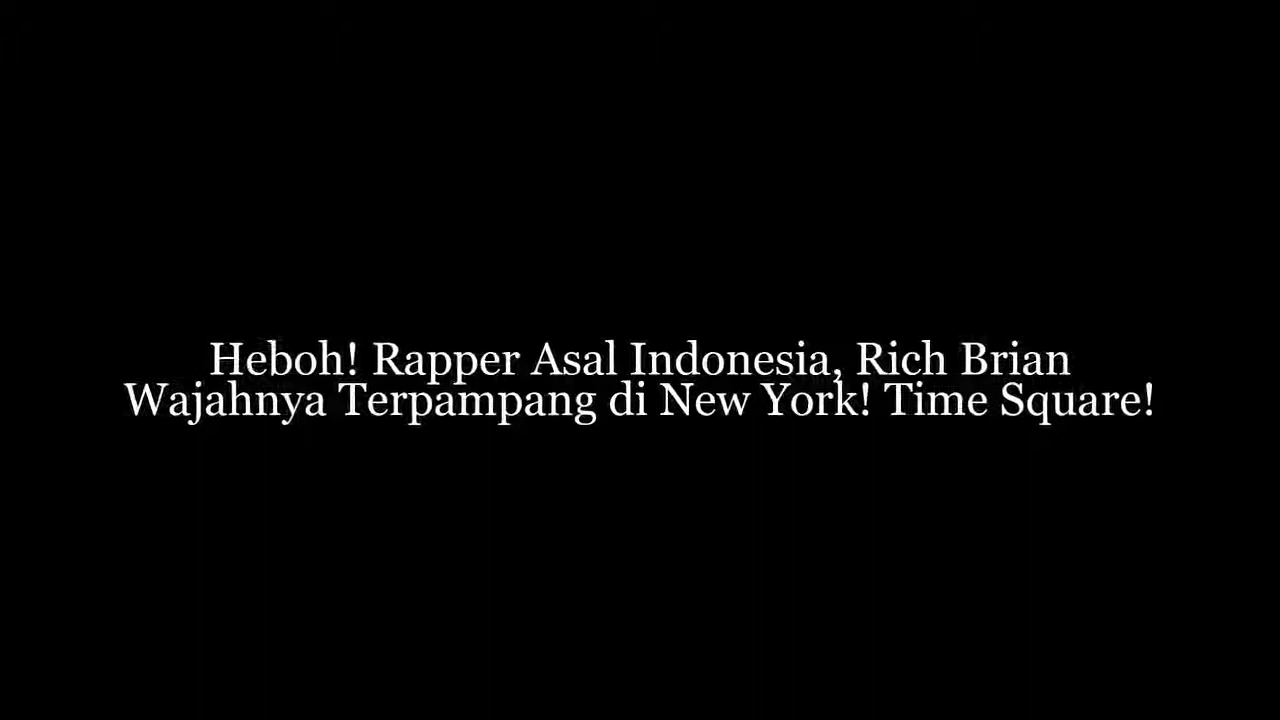 Heboh! Rapper Asal Indonesia, Rich Brian
Wajahnya Terpampang di New York! Time Square!